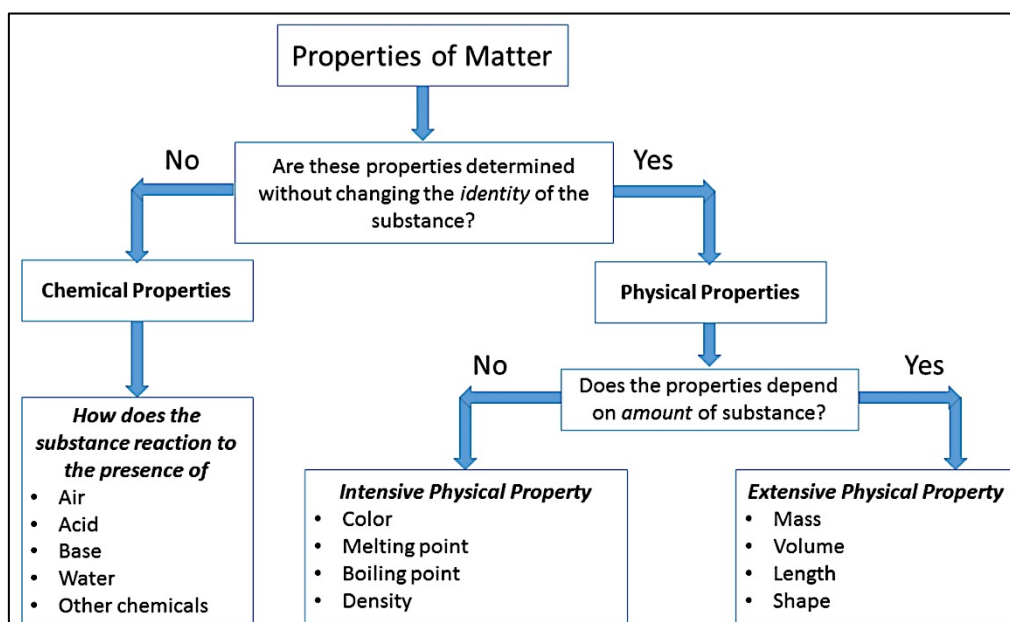 Properties of Matter
No
Are these properties determined
without changing the identity of the
substance?
Yes
Chemical Properties
Physical Properties
How does the
substance reaction to
the presence of
• Air
• Acid
• Base
• Water
• Other chemicals
No
Does the properties depend
on amount of substance?
Yes
Intensive Physical Property
• Color
• Melting point
• Boiling point
• Density
Extensive Physical Property
• Mass
• Volume
• Length
• Shape